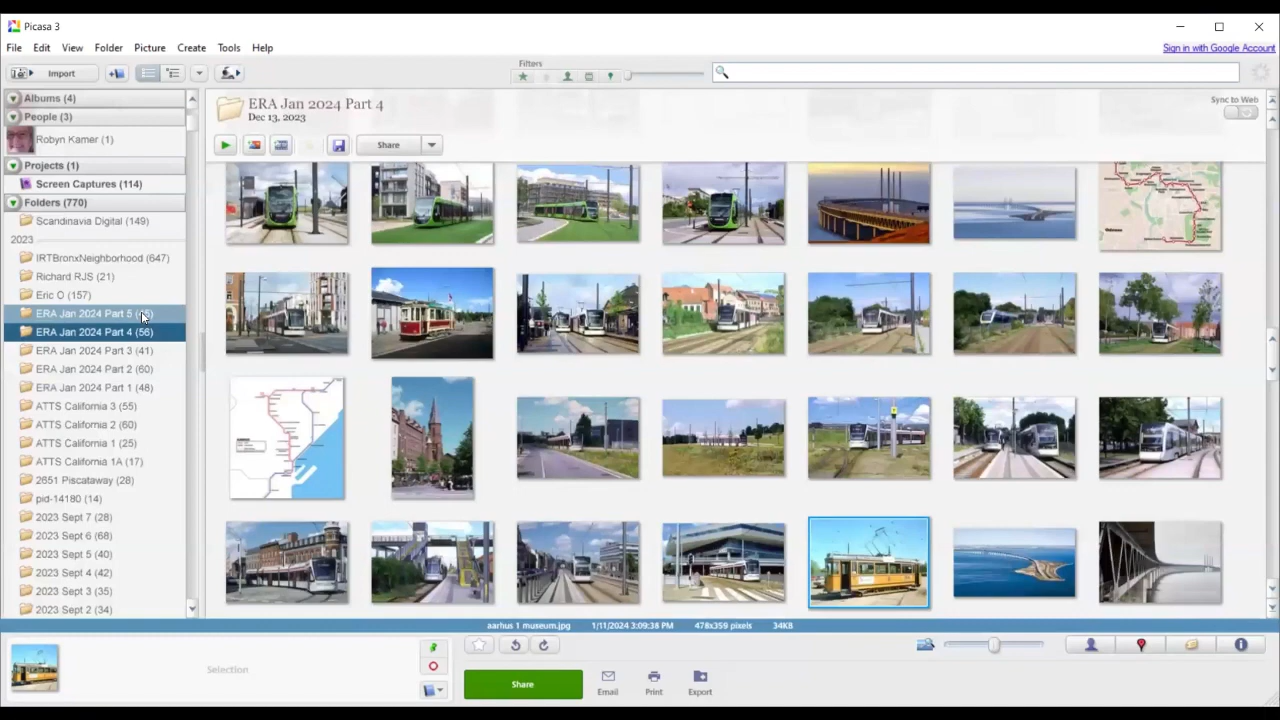 Picasa 3
File Edit View Folder Picture Create Tools Help
Sign in with Google Account
Import
Filters
Albums (4)
People (3)
Robyn Kamer (1)
Projects (1)
Screen Captures (114)
Folders (770)
Scandinavia Digital (149)
2023
IRTBronxNeighborhood (647)
Richard RJS (21)
Eric O (157)
ERA Jan 2024 Part 5
ERA Jan 2024 Part 4 (56)
ERA Jan 2024 Part 3 (41)
ERA Jan 2024 Part 2 (60)
ERA Jan 2024 Part 1 (48)
ATTS California 3 (55)
ATTS California 2 (60)
ATTS California 1 (25)
ATTS California 1A (17)
2651 Piscataway (28)
pid-14180 (14)
2023 Sept 7 (28)
2023 Sept 6 (68)
2023 Sept 5 (40)
2023 Sept 4 (42)
2023 Sept 3 (35)
2023 Sept 2 (34)
ERA Jan 2024 Part 4
Dec 13, 2023
Sync to Web
Share
aarhus 1 museum.jpg 1/11/2024 3:09:38 PM 478x359 pixels 34KB
Selection
Share
Email Print Export